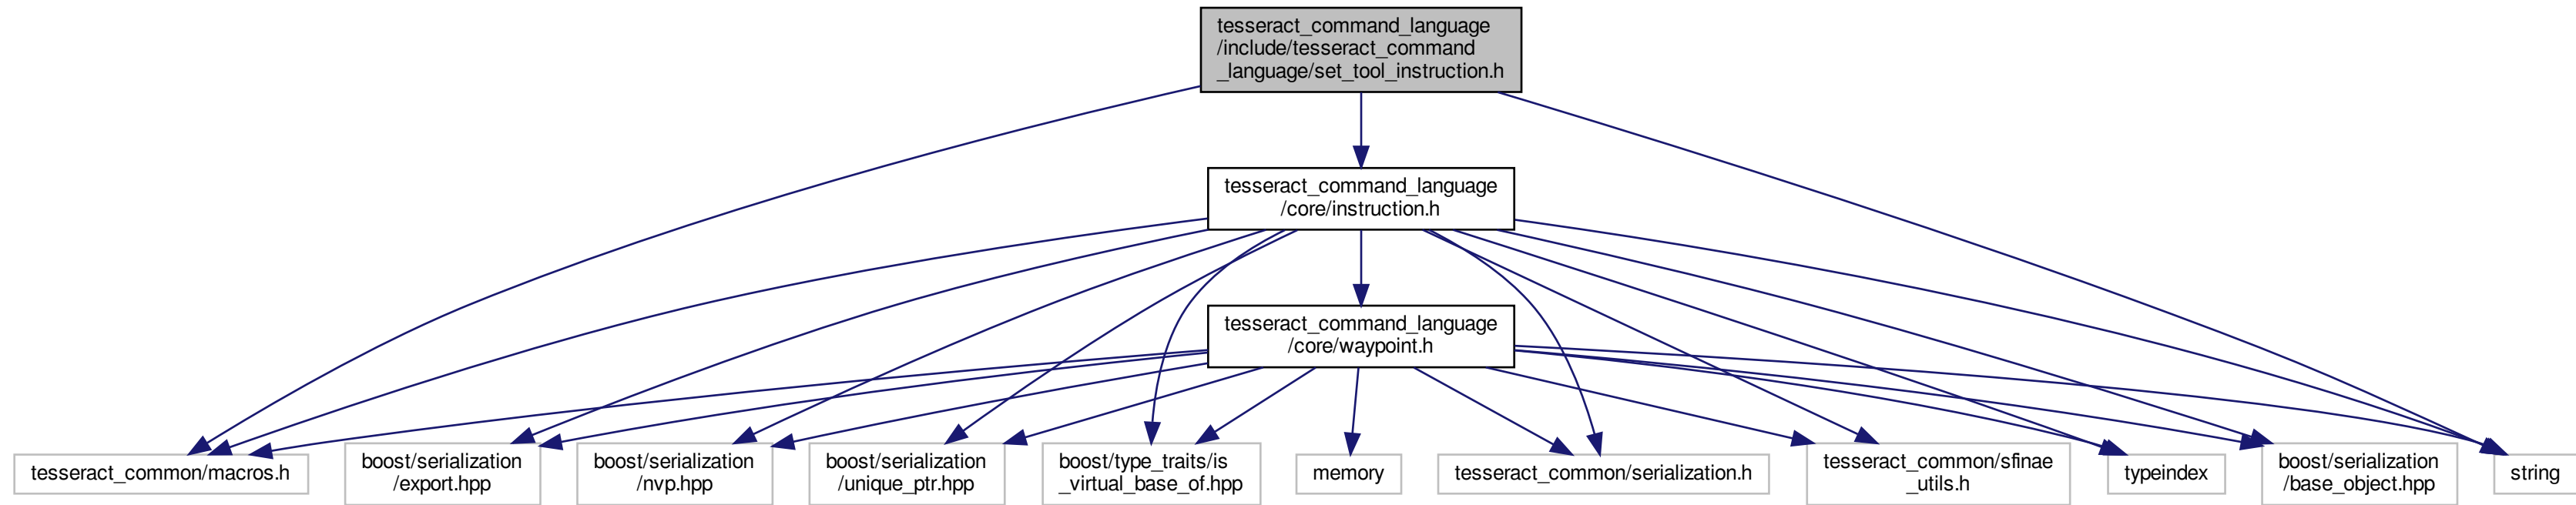 tesseract_command_language
/include/tesseract_command
_language/set_tool_instruction.h
tesseract_command_language
/core/instruction.h
tesseract_command_language
/core/waypoint.h
tesseract_common/macros.h
boost/serialization
/export.hpp
boost/serialization
/nvp.hpp
boost/serialization
/unique_ptr.hpp
boost/type_traits/is
_virtual_base_of.hpp
memory
tesseract_common/serialization.h
tesseract_common/sfinae
_utils.h
typeindex
boost/serialization
/base_object.hpp
string